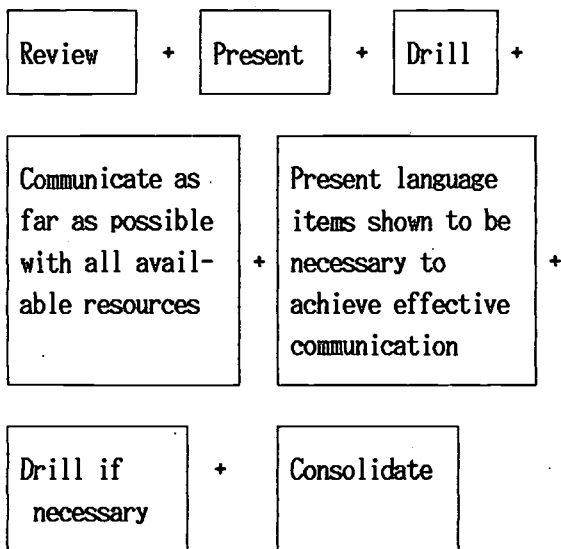 Review + Present + Drill +
Communicate as Present language
far as possible items shown to be
with all avail- + necessary to +
able resources achieve effective
communication
Drill if + Consolidate
necessary